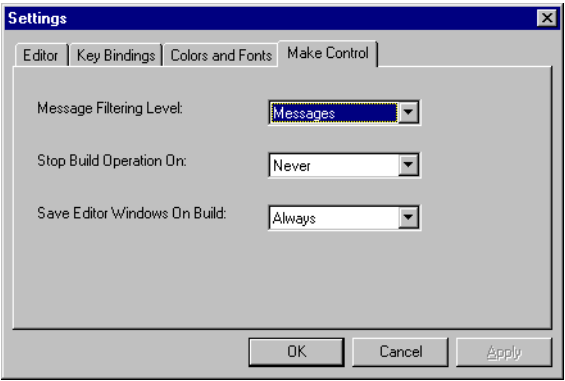 Settings
Editor Key Bindings Colors and Fonts Make Control
Message Filtering Level: Messages
Stop Build Operation On: Never
Save Editor Windows On Build: Always
OK Cancel Apply